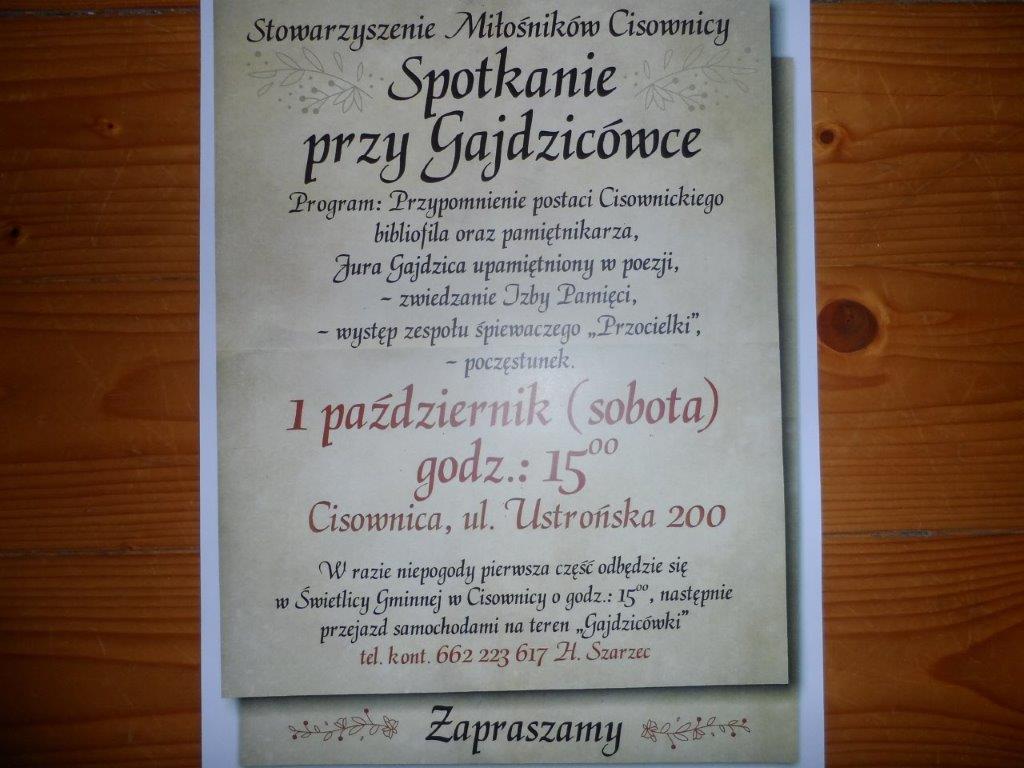 Stowarzyszenie Miłośników Cisownicy
Spotkanie
przy Gajdzicówce
Program: Przypomnienie postaci Cisownickiego
bibliofila oraz pamiętnikarza,
Jura Gajdzica upamiętniony w poezji,
- zwiedzanie Izby Pamięci,
- występ zespołu śpiewaczego „Przocielki”,
- poczęstunek.
1 październik (sobota)
godz.: 15⁰⁰
Cisownica, ul. Ustrońska 200
W razie niepogody pierwsza część odbędzie się
w Świetlicy Gminnej w Cisownicy o godz.: 15⁰⁰, następnie
przejazd samochodami na teren „Gajdzicówki”
tel. kont. 662 223 617 H. Szarzec
Zapraszamy